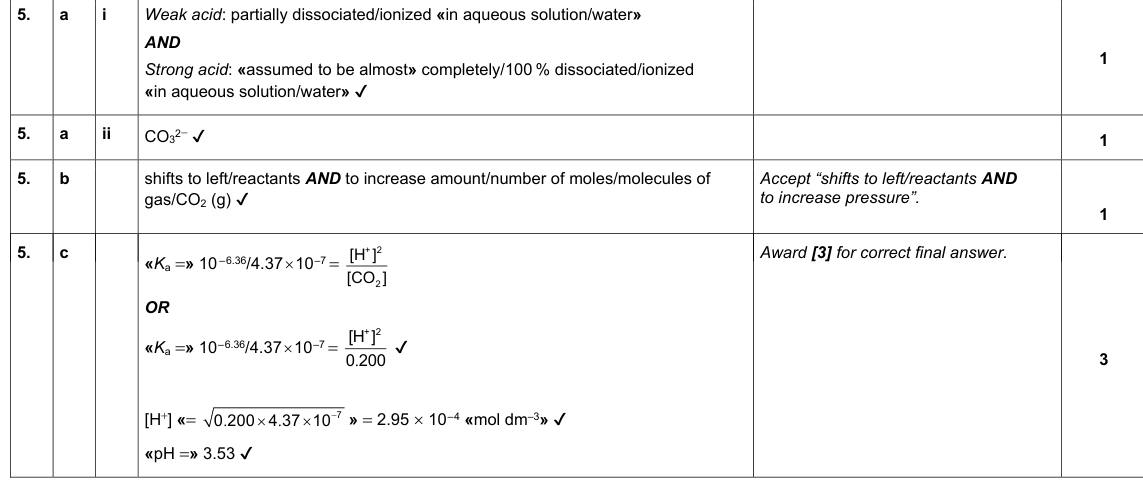 5. a i Weak acid: partially dissociated/ionized «in aqueous solution/water»
AND
Strong acid: «assumed to be almost» completely/100 % dissociated/ionized
«in aqueous solution/water» ✓
1
5. a ii CO₃²⁻ ✓
1
5. b shifts to left/reactants AND to increase amount/number of moles/molecules of
gas/CO₂ (g) ✓
Accept “shifts to left/reactants AND
to increase pressure”.
1
5. c «Kₐ =» 10⁻⁶·³⁶/4.37 × 10⁻⁷ = [H⁺]² / [CO₂]
OR
«Kₐ =» 10⁻⁶·³⁶/4.37 × 10⁻⁷ = [H⁺]² / 0.200 ✓
[H⁺] «= √0.200 × 4.37 × 10⁻⁷ » = 2.95 × 10⁻⁴ «mol dm⁻³» ✓
«pH =» 3.53 ✓
Award [3] for correct final answer.
3